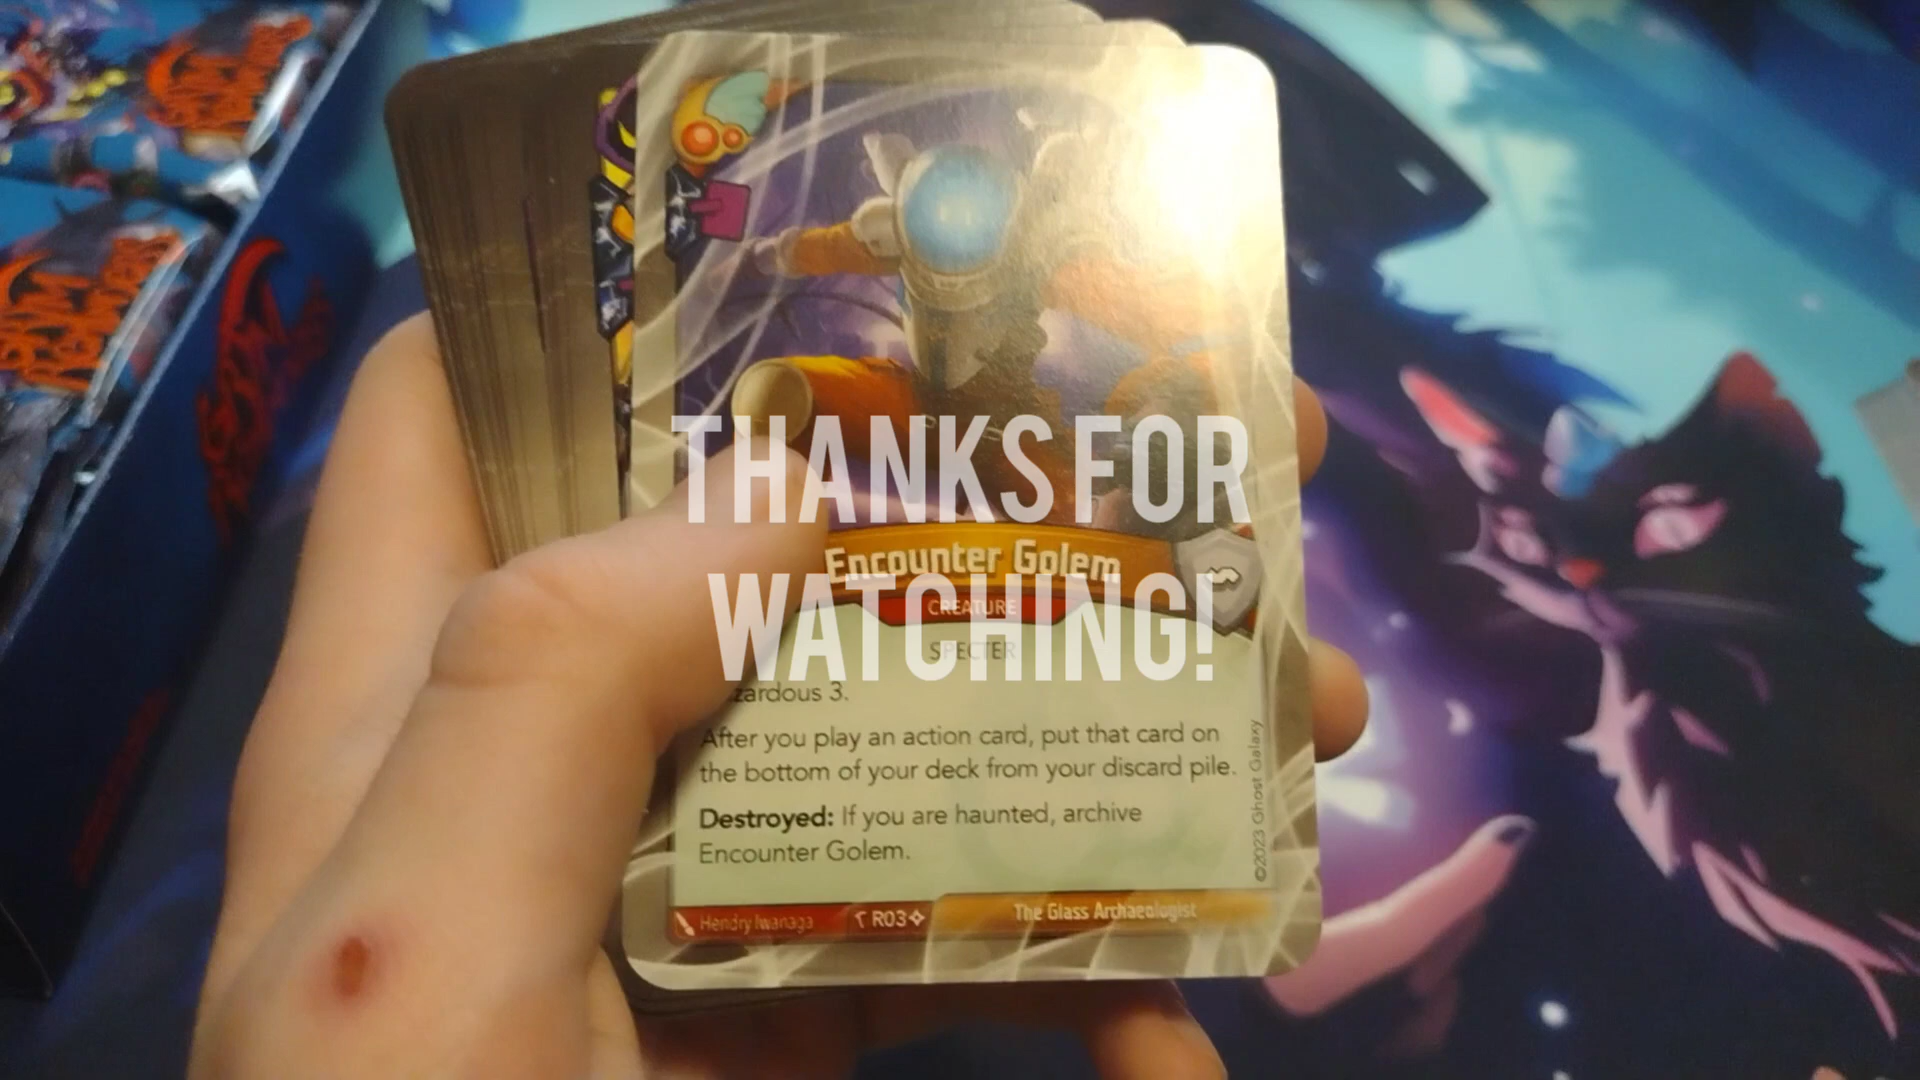 THANKS FOR
WATCHING!
Encounter Golem
CREATURE
SPECTER
zardous 3.
After you play an action card, put that card on
the bottom of your deck from your discard pile.
Destroyed: If you are haunted, archive
Encounter Golem.
©2023 Ghost Galaxy
Hendry Iwanaga
R03
The Glass Archaeologist